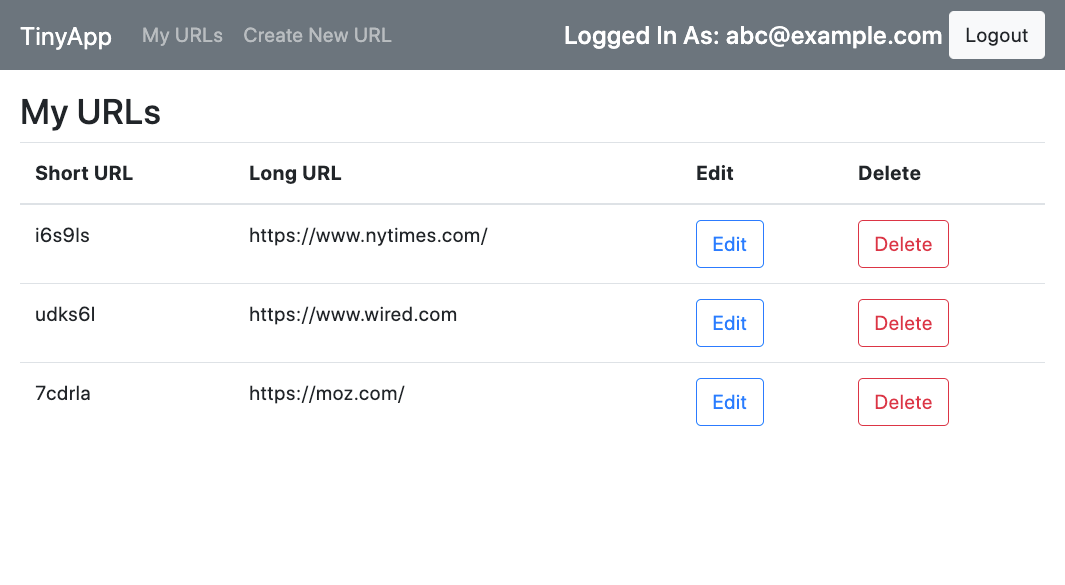 TinyApp My URLs Create New URL Logged In As: abc@example.com Logout
My URLs
Short URL Long URL Edit Delete
i6s9ls https://www.nytimes.com/ Edit Delete
udks6l https://www.wired.com Edit Delete
7cdrla https://moz.com/ Edit Delete